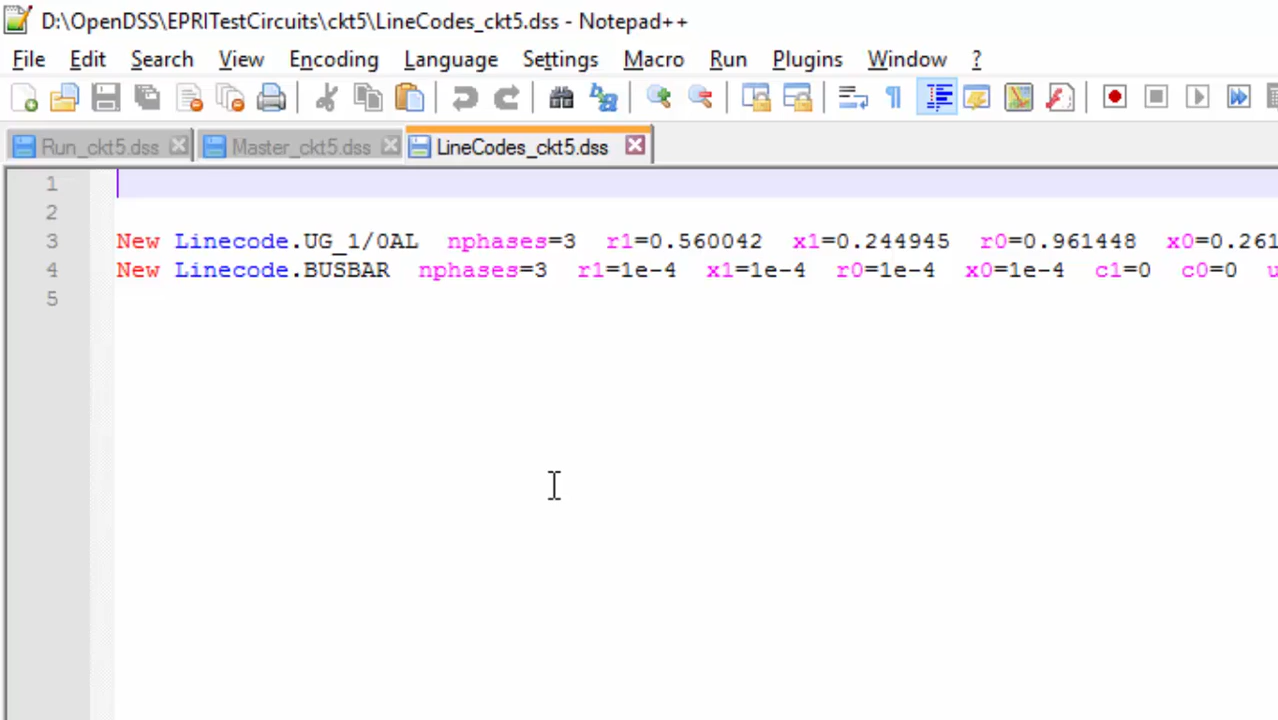 D:\OpenDSS\EPRITestCircuits\ckt5\LineCodes_ckt5.dss - Notepad++
File Edit Search View Encoding Language Settings Macro Run Plugins Window ?
Run_ckt5.dss Master_ckt5.dss LineCodes_ckt5.dss
1
2
3 New Linecode.UG_1/0AL nphases=3 r1=0.560042 x1=0.244945 r0=0.961448 x0=0.261
4 New Linecode.BUSBAR nphases=3 r1=1e-4 x1=1e-4 r0=1e-4 x0=1e-4 c1=0 c0=0 u
5